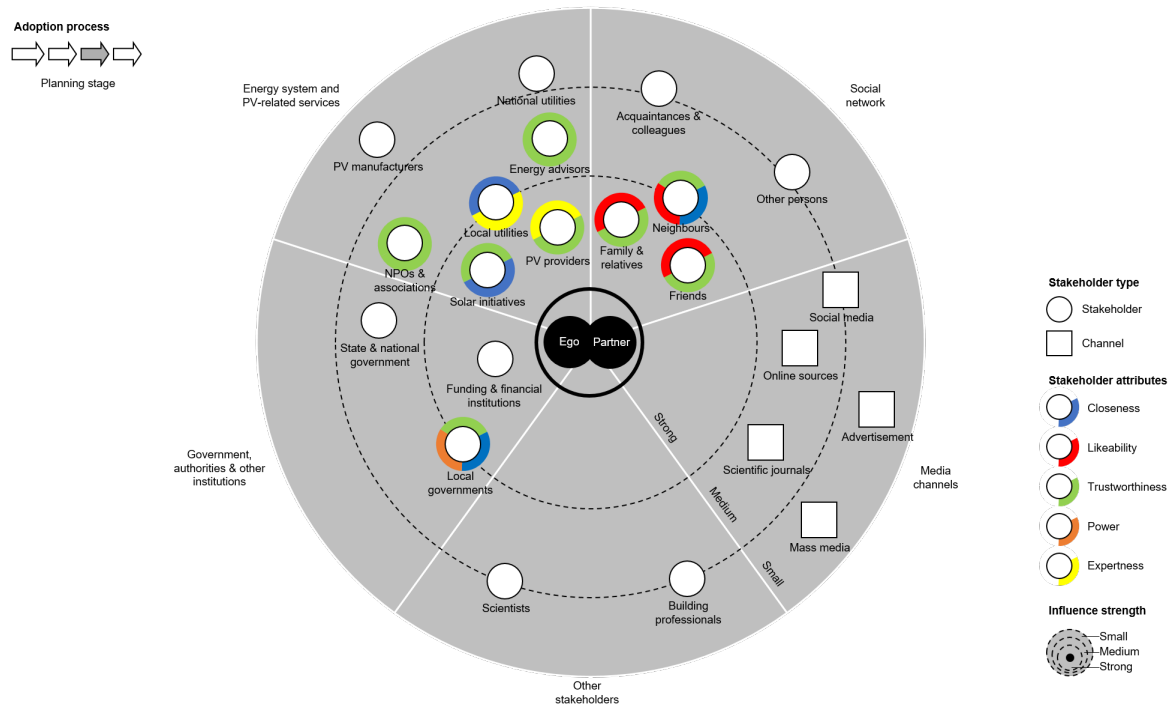 Adoption process
Planning stage
Energy system and
PV-related services
Social
network
National utilities
Acquaintances &
colleagues
PV manufacturers
Energy advisors
Other persons
Local utilities
Neighbours
PV providers
Family &
relatives
NPOs &
associations
Solar initiatives
Friends
Social media
State & national
government
Ego
Partner
Online sources
Funding & financial
institutions
Strong
Advertisement
Scientific journals
Government,
authorities & other
institutions
Local
governments
Media
channels
Medium
Mass media
Small
Scientists
Building
professionals
Other
stakeholders
Stakeholder type
Stakeholder
Channel
Stakeholder attributes
Closeness
Likeability
Trustworthiness
Power
Expertness
Influence strength
Small
Medium
Strong